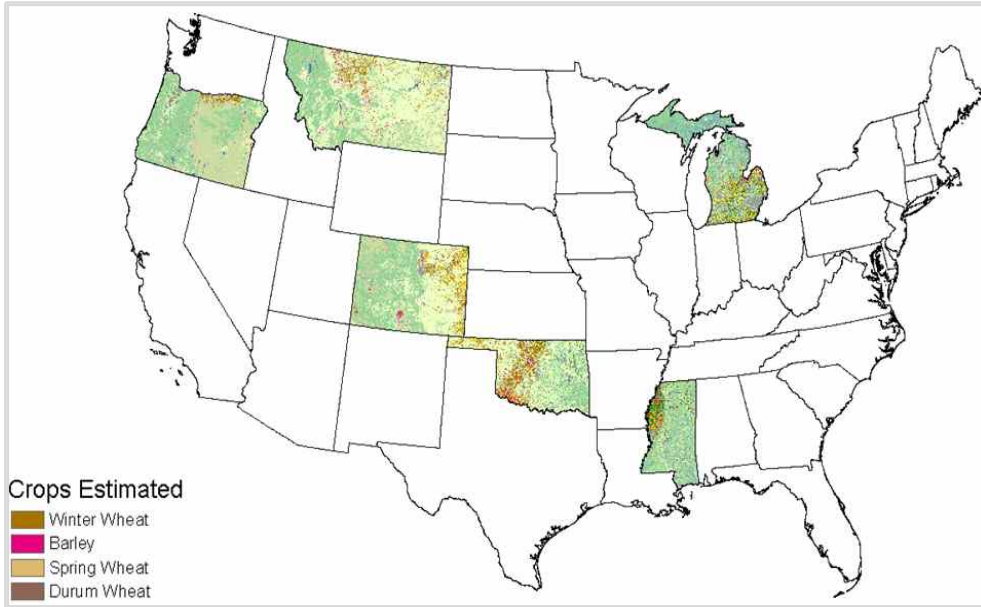 Crops Estimated
Winter Wheat
Barley
Spring Wheat
Durum Wheat